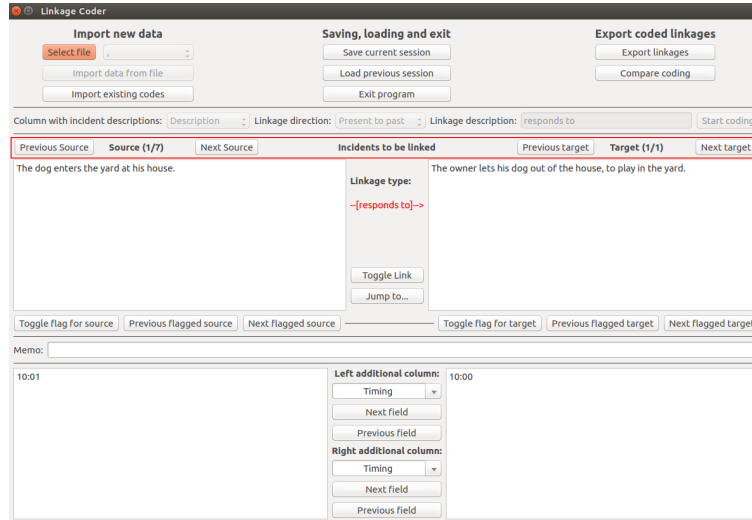 Linkage Coder
Import new data Saving, loading and exit Export coded linkages
Select file . Save current session Export linkages
Import data from file Load previous session Compare coding
Import existing codes Exit program
Column with incident descriptions: Description Linkage direction: Present to past Linkage description: responds to Start coding
Previous Source Source (1/7) Next Source Incidents to be linked Previous target Target (1/1) Next target
The dog enters the yard at his house. The owner lets his dog out of the house, to play in the yard.
Linkage type:
--[responds to]-->
Toggle Link
Jump to...
Toggle flag for source Previous flagged source Next flagged source Toggle flag for target Previous flagged target Next flagged target
Memo:
10:01 Left additional column: 10:00
Timing
Next field
Previous field
Right additional column:
Timing
Next field
Previous field